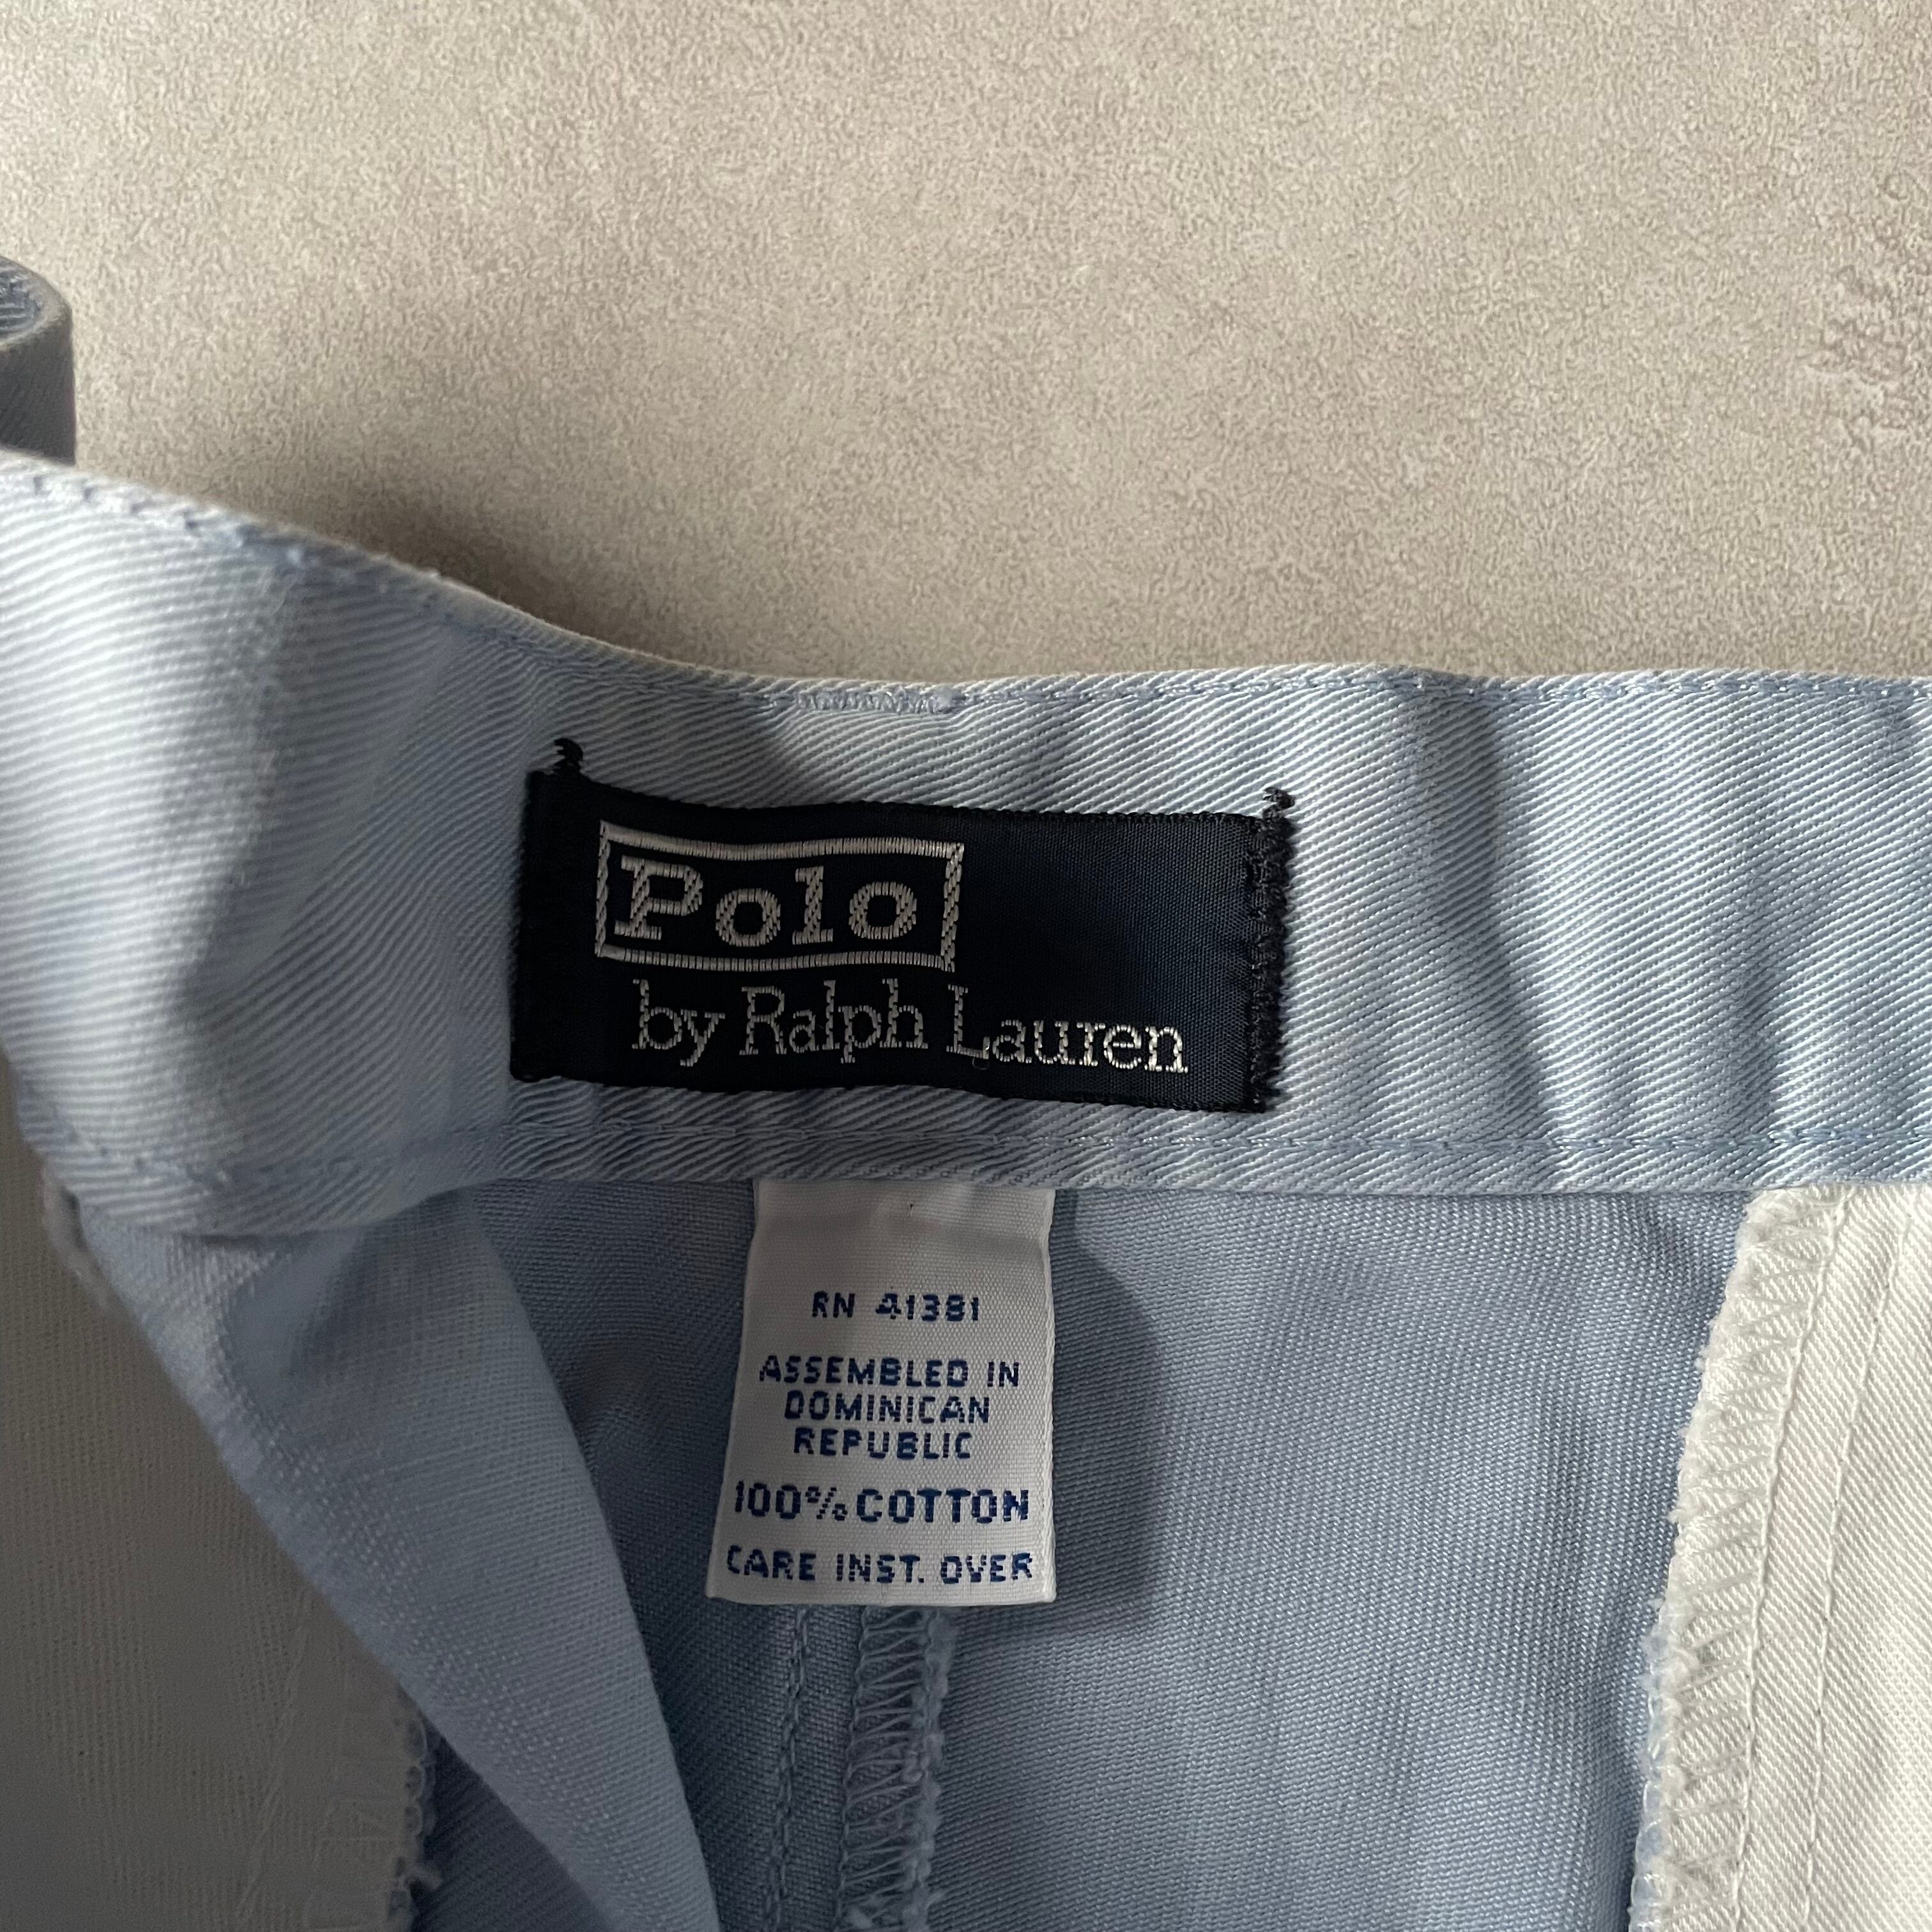 Polo
by Ralph Lauren
RN 41381
ASSEMBLED IN
DOMINICAN
REPUBLIC
100% COTTON
CARE INST. OVER